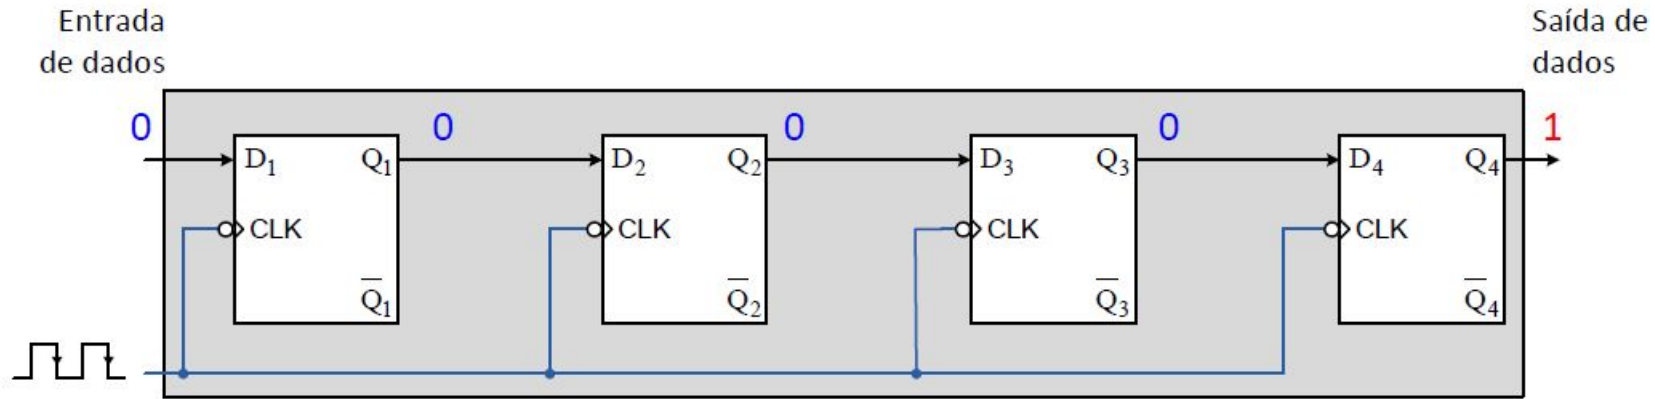 Entrada
de dados
Saída de
dados
0 0 0 0 1
D₁ Q₁ D₂ Q₂ D₃ Q₃ D₄ Q₄
CLK CLK CLK CLK
Q̅₁ Q̅₂ Q̅₃ Q̅₄